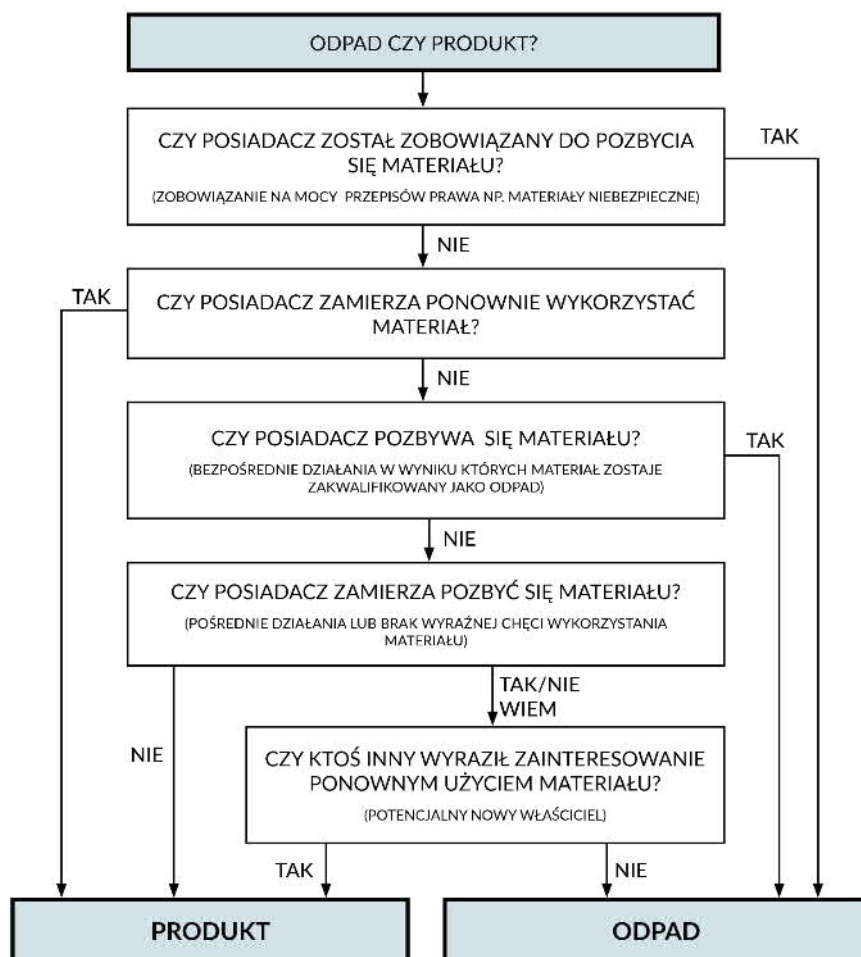 ODPAD CZY PRODUKT?
CZY POSIADACZ ZOSTAŁ ZOBOWIĄZANY DO POZBYCIA
SIĘ MATERIAŁU?
(ZOBOWIĄZANIE NA MOCY PRZEPISÓW PRAWA NP. MATERIAŁY NIEBEZPIECZNE)
TAK
NIE
TAK
CZY POSIADACZ ZAMIERZA PONOWNIE WYKORZYSTAĆ
MATERIAŁ?
NIE
CZY POSIADACZ POZBYWA SIĘ MATERIAŁU?
(BEZPOŚREDNIE DZIAŁANIA W WYNIKU KTÓRYCH MATERIAŁ ZOSTAJE
ZAKWALIFIKOWANY JAKO ODPAD)
TAK
NIE
CZY POSIADACZ ZAMIERZA POZBYĆ SIĘ MATERIAŁU?
(POŚREDNIE DZIAŁANIA LUB BRAK WYRAŹNEJ CHĘCI WYKORZYSTANIA
MATERIAŁU)
TAK/NIE
WIEM
NIE
CZY KTOŚ INNY WYRAZIŁ ZAINTERESOWANIE
PONOWNYM UŻYCIEM MATERIAŁU?
(POTENCJALNY NOWY WŁAŚCICIEL)
TAK
NIE
PRODUKT
ODPAD